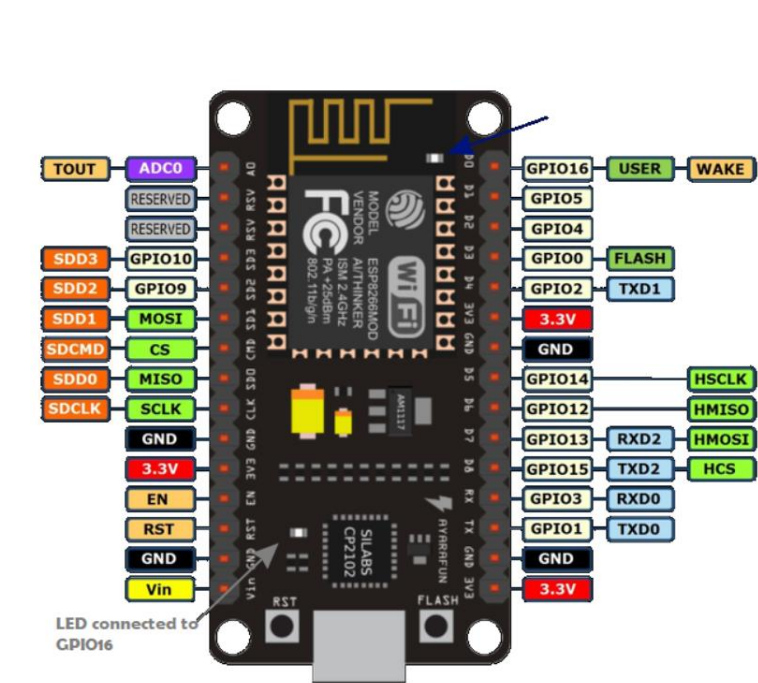 TOUT ADC0 A0 D0 GPIO16 USER WAKE
RESERVED RSV D1 GPIO5
RESERVED RSV D2 GPIO4
SDD3 GPIO10 SD3 D3 GPIO0 FLASH
SDD2 GPIO9 SD2 D4 GPIO2 TXD1
SDD1 MOSI SD1 3V3 3.3V
SDCMD CS CMD GND GND
SDD0 MISO SD0 D5 GPIO14 HSCLK
SDCLK SCLK CLK D6 GPIO12 HMISO
GND GND D7 GPIO13 RXD2 HMOSI
3.3V 3V3 D8 GPIO15 TXD2 HCS
EN EN RX GPIO3 RXD0
RST RST TX GPIO1 TXD0
GND GND GND GND
Vin Vin 3V3 3.3V
MODEL ESP8266MOD
VENDOR AI/THINKER
ISM 2.4GHz
PA +25dBm
802.11b/g/n
FC
Wi Fi
AM1117
SILABS
CP2102
AYARAFUN
RST
FLASH
LED connected to
GPIO16